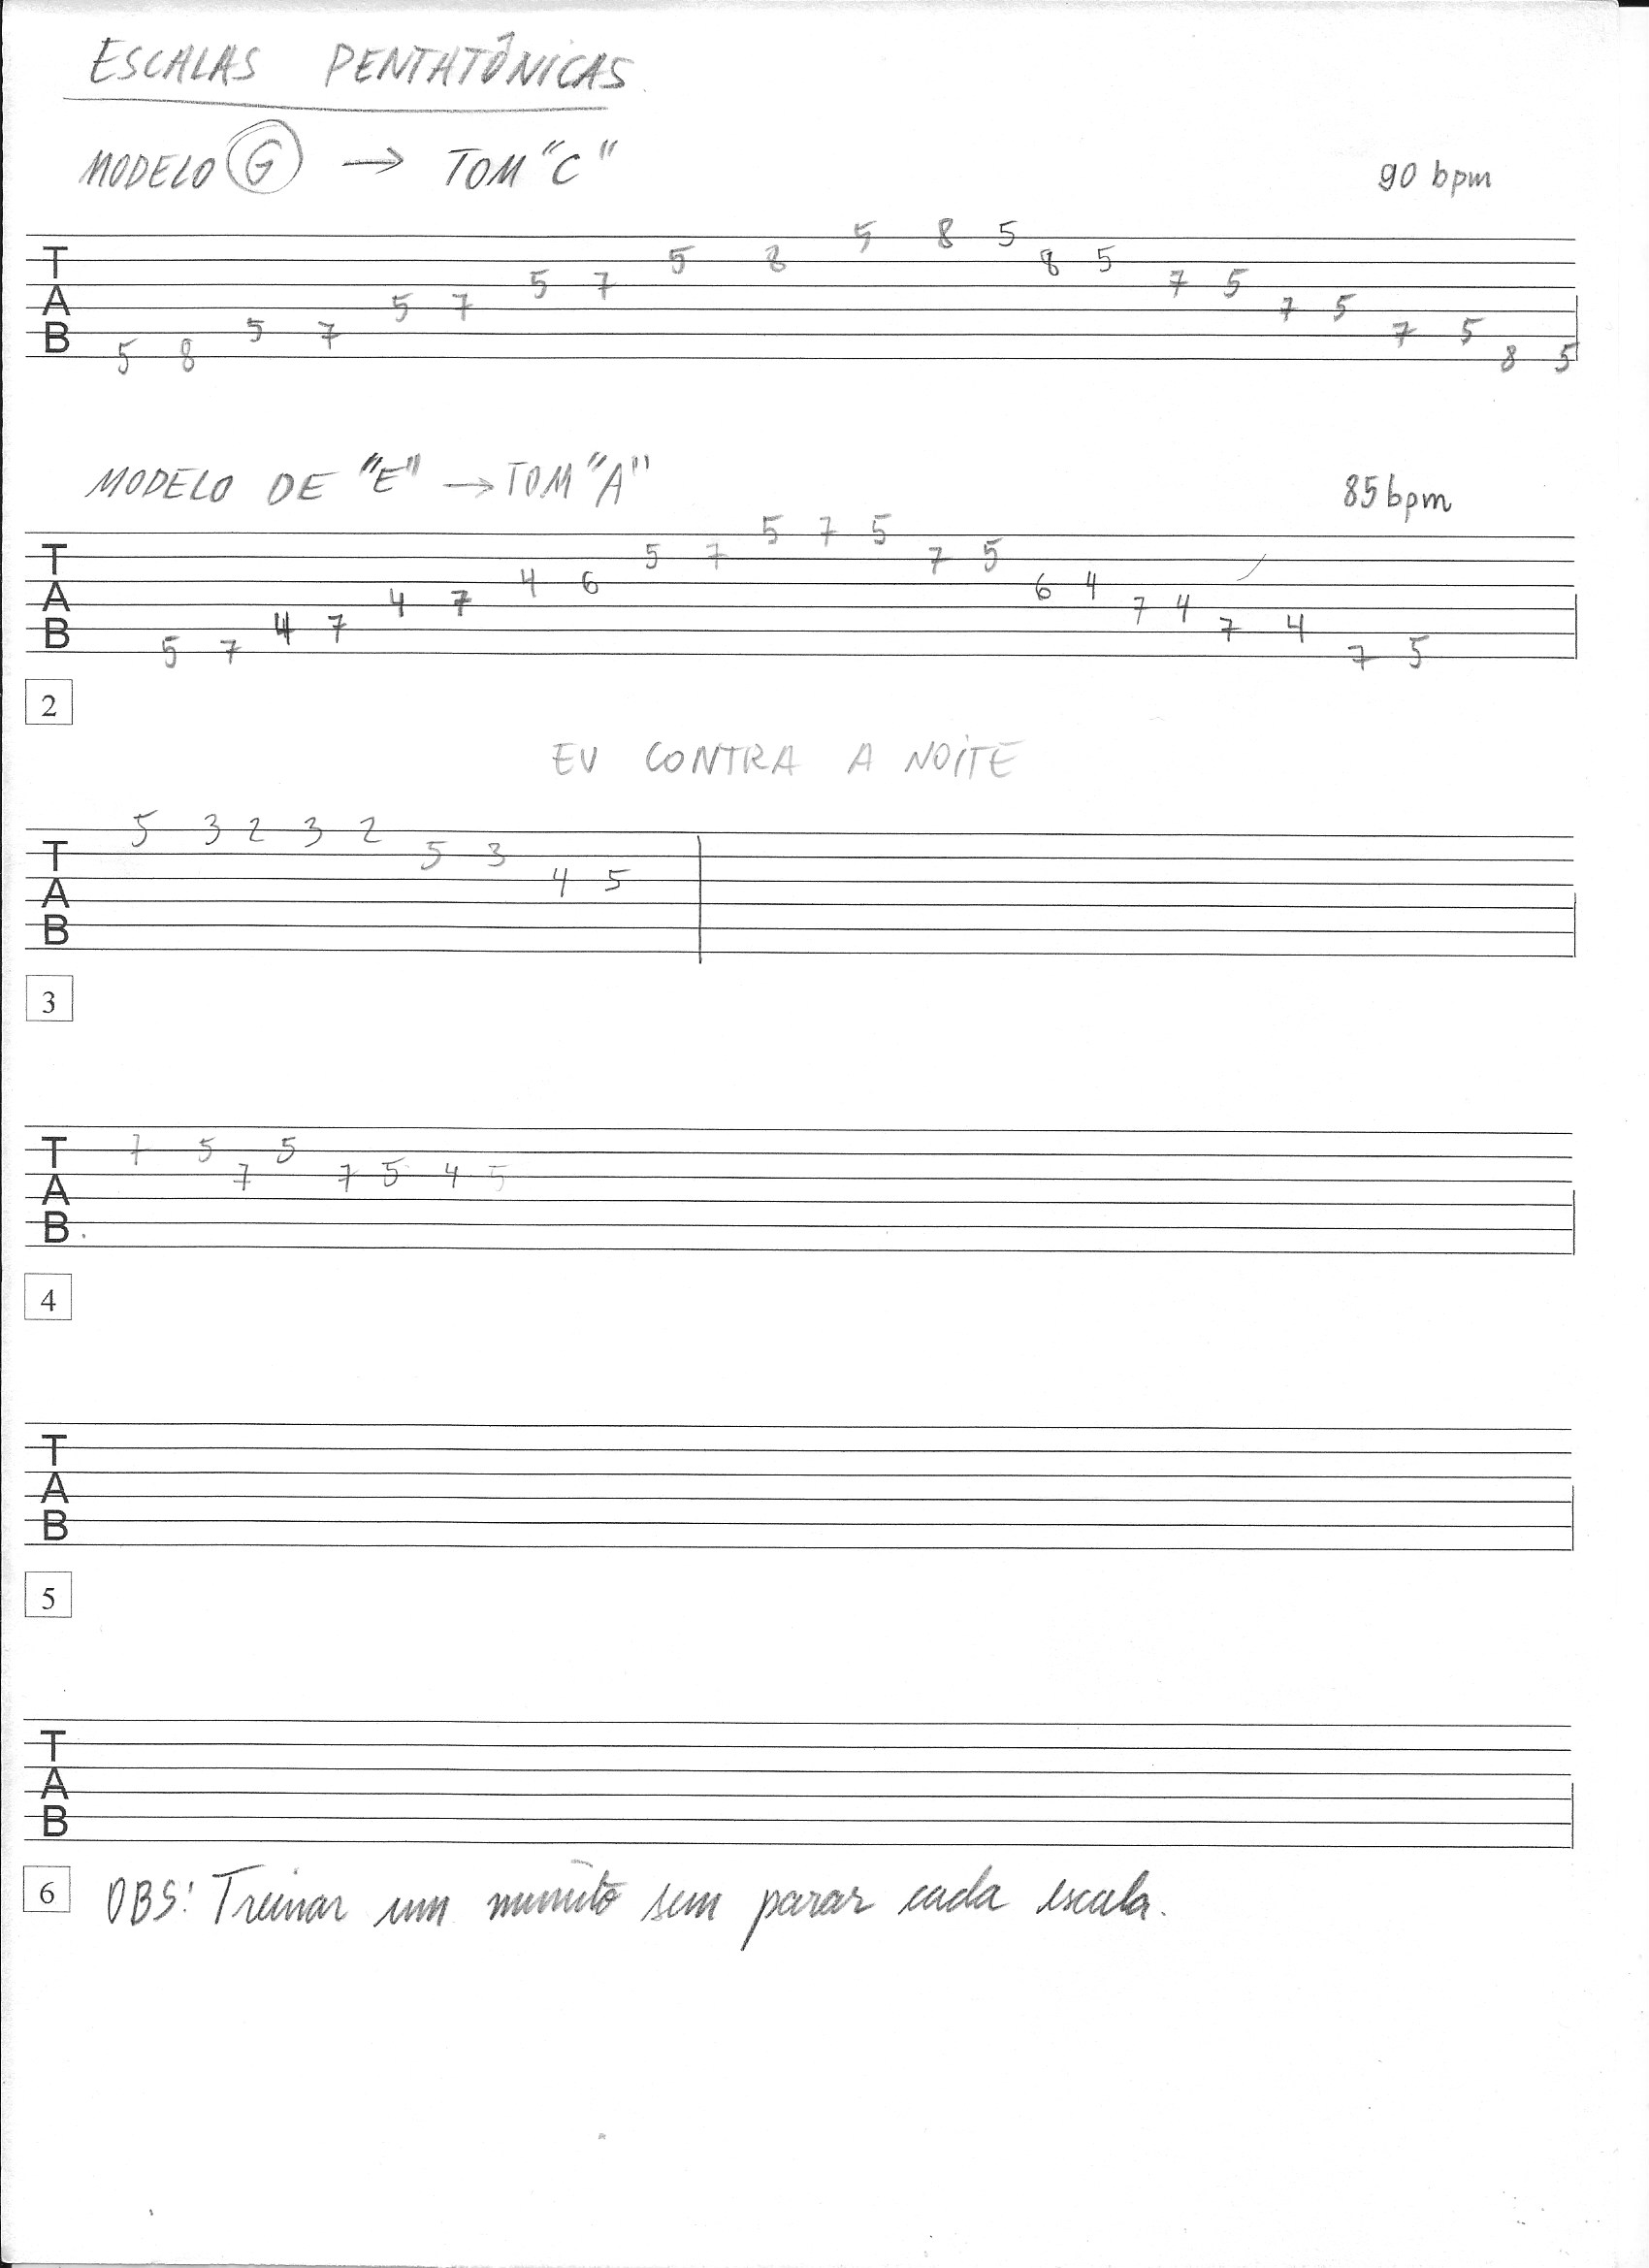 ESCALAS PENTATÔNICAS
MODELO G → TOM "C" 90 bpm
5 8 5
5 8 8 5
T 5 7 7 5
A 5 7 7 5
B 5 7 7 5
5 8 8 5
MODELO DE "E" → TOM "A" 85 bpm
5 7 5
T 5 7 7 5
4 6 6 4
A 4 7 7 4
B 4 7 7 4
5 7 7 5
2
EU CONTRA A NOITE
5 3 2 3 2
T 5 3
A 4 5
B
3
T 7 5 5
A 7 7 5 4 5
B
4
T
A
B
5
T
A
B
6 OBS: Treinar um minuto sem parar cada escala.